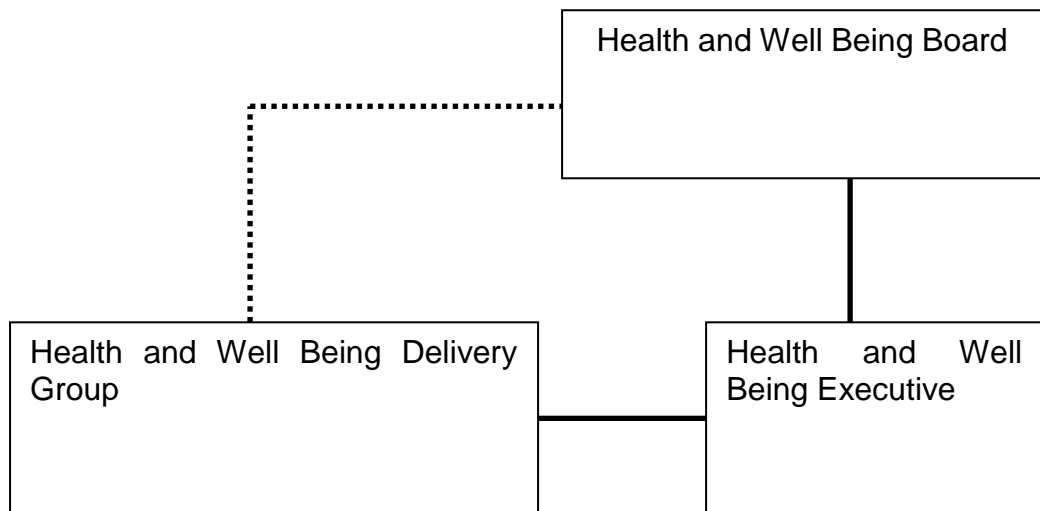 Health and Well Being Board
Health and Well Being Delivery
Group
Health and Well
Being Executive